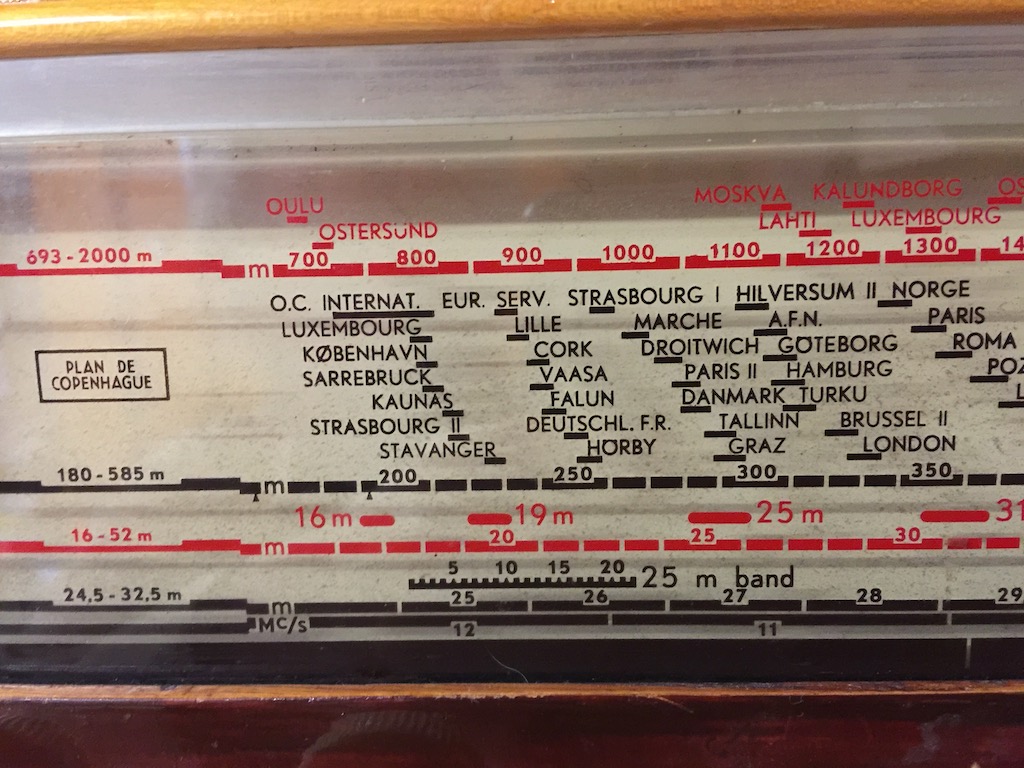 MOSKVA KALUNDBORG
OULU LAHTI LUXEMBOURG
ÖSTERSUND
693-2000 m m 700 800 900 1000 1100 1200 1300
O.C. INTERNAT. EUR. SERV. STRASBOURG I HILVERSUM II NORGE
LUXEMBOURG LILLE MARCHE A.F.N. PARIS
KØBENHAVN CORK DROITWICH GÖTEBORG ROMA
PLAN DE
COPENHAGUE
SARREBRUCK VAASA PARIS II HAMBURG
KAUNAS FALUN DANMARK TURKU
STRASBOURG II DEUTSCHL. F.R. TALLINN BRUSSEL II
STAVANGER HÖRBY GRAZ LONDON
180-585 m m 200 250 300 350
16 m 19 m 25 m 31
16-52 m m 20 25 30
5 10 15 20 25 m band
24,5-32,5 m m 25 26 27 28 29
MC/s 12 11